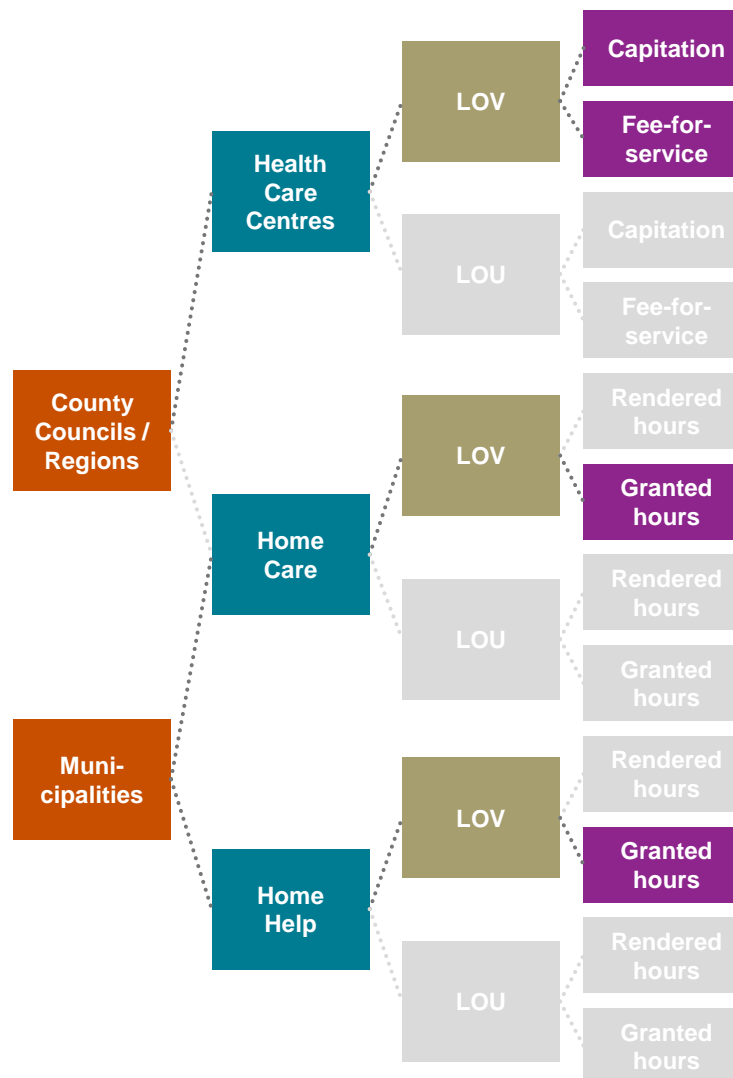 County
Councils /
Regions
Muni-
cipalities
Health
Care
Centres
Home
Care
Home
Help
LOV
LOU
LOV
LOU
LOV
LOU
Capitation
Fee-for-
service
Capitation
Fee-for-
service
Rendered
hours
Granted
hours
Rendered
hours
Granted
hours
Rendered
hours
Granted
hours
Rendered
hours
Granted
hours